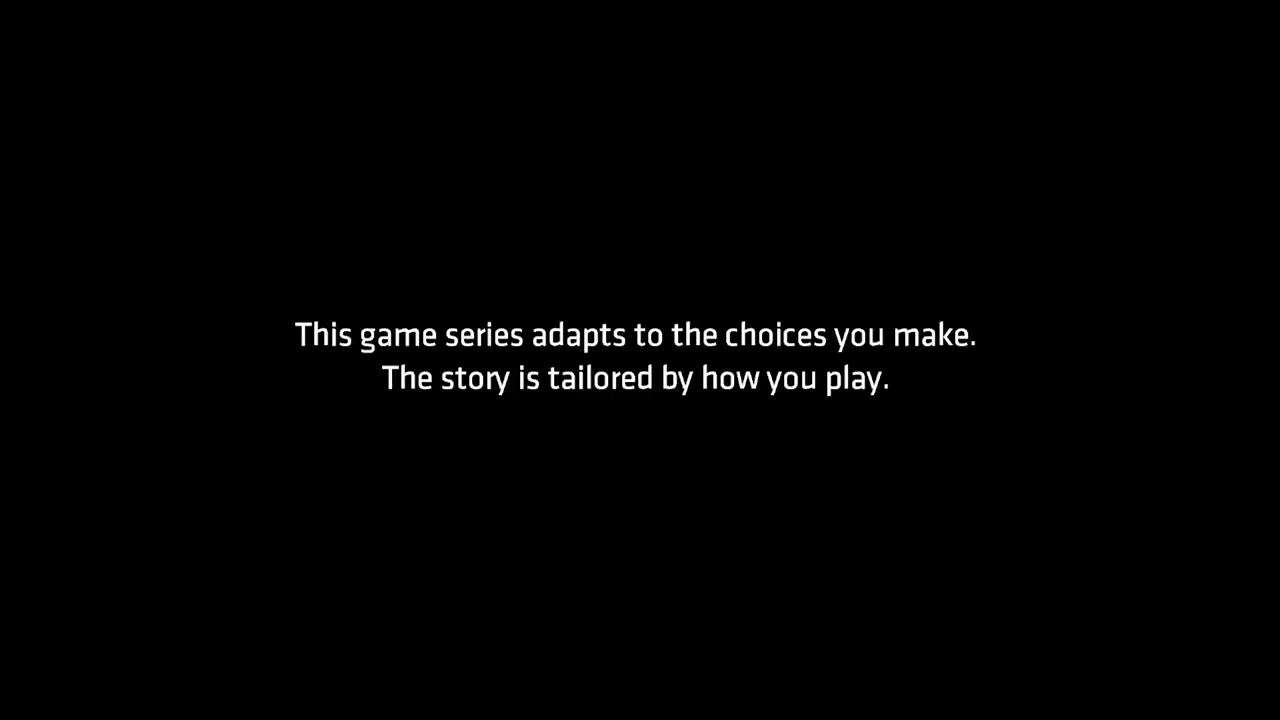 This game series adapts to the choices you make.
The story is tailored by how you play.